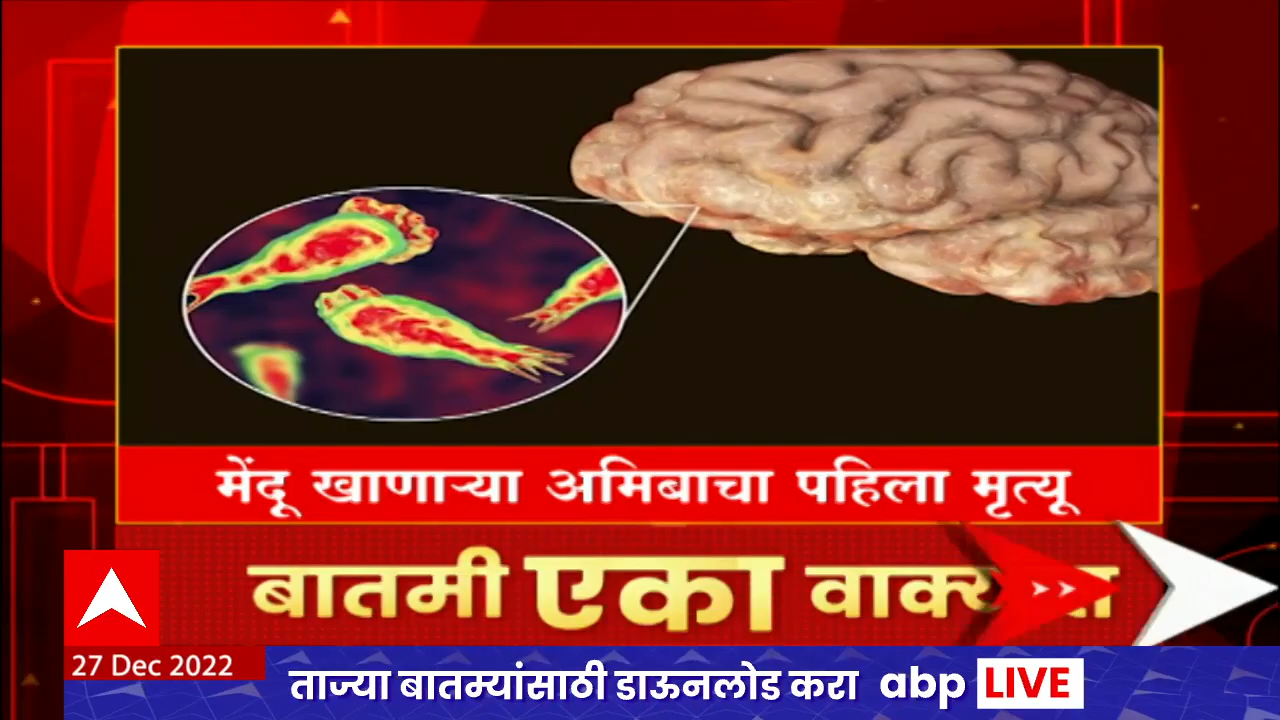 मेंदू खाणाऱ्या अमिबाचा पहिला मृत्यू
बातमी एका
27 Dec 2022
ताज्या बातम्यांसाठी डाऊनलोड करा abp LIVE